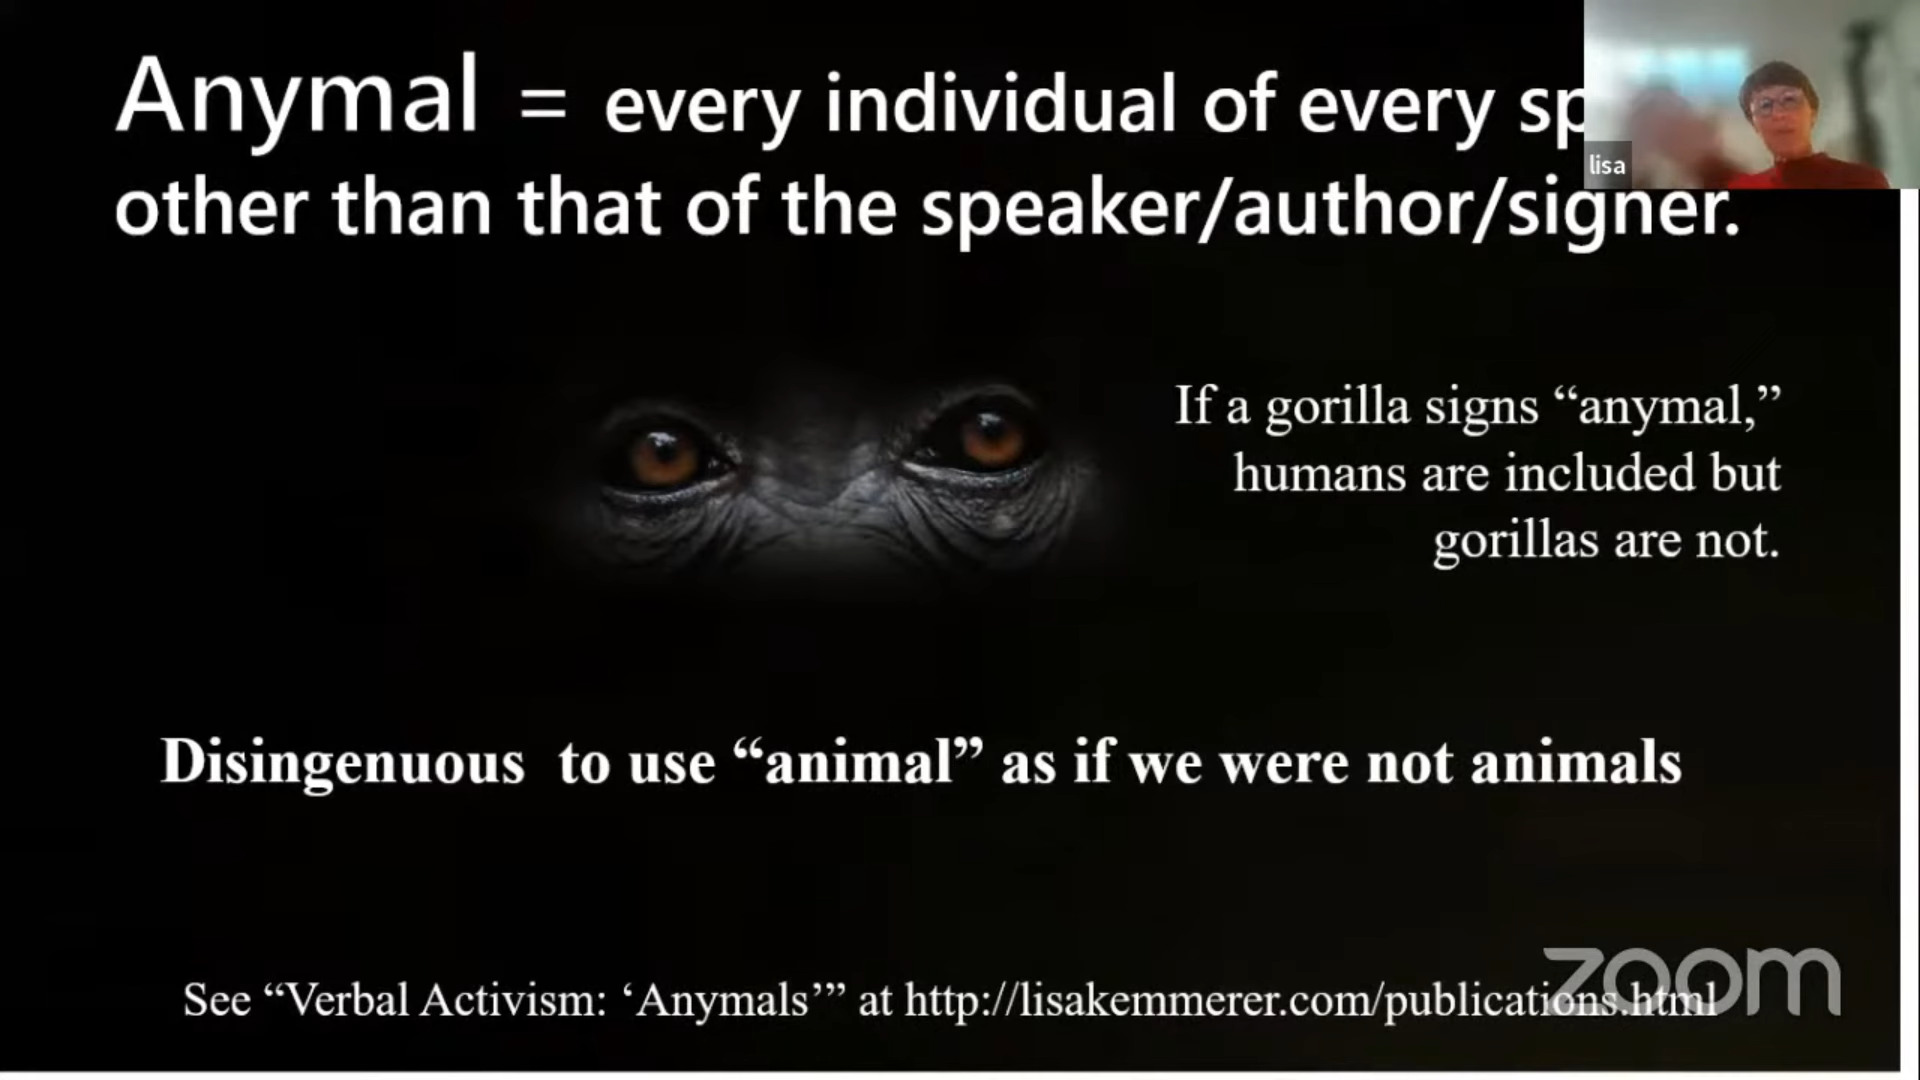 Anymal = every individual of every sp
lisa
other than that of the speaker/author/signer.
If a gorilla signs “anymal,”
humans are included but
gorillas are not.
Disingenuous to use “animal” as if we were not animals
See “Verbal Activism: ‘Anymals’” at http://lisakemmerer.com/publications.html
zoom